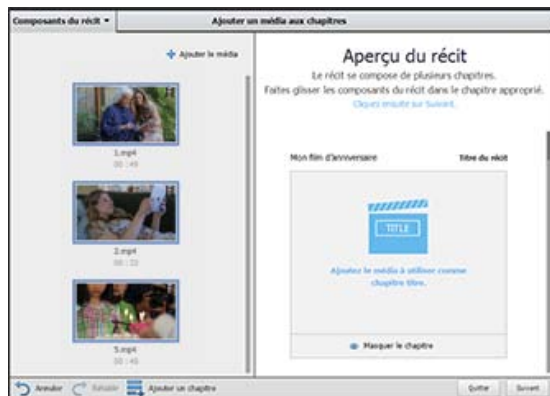 Composants du récit
Ajouter un média aux chapitres
Ajouter le média
1.mp4
00:48
2.mp4
5.mp4
Aperçu du récit
Le récit se compose de plusieurs chapitres.
Faites glisser les composants du récit dans le chapitre approprié.
Cliquez ensuite sur Suivant.
Mon film d'anniversaire
Titre du récit
TITLE
Ajoutez le média à utiliser comme
chapitre titre.
Masquer le chapitre
Annuler
Rétablir
Ajouter un chapitre
Quitter
Suivant